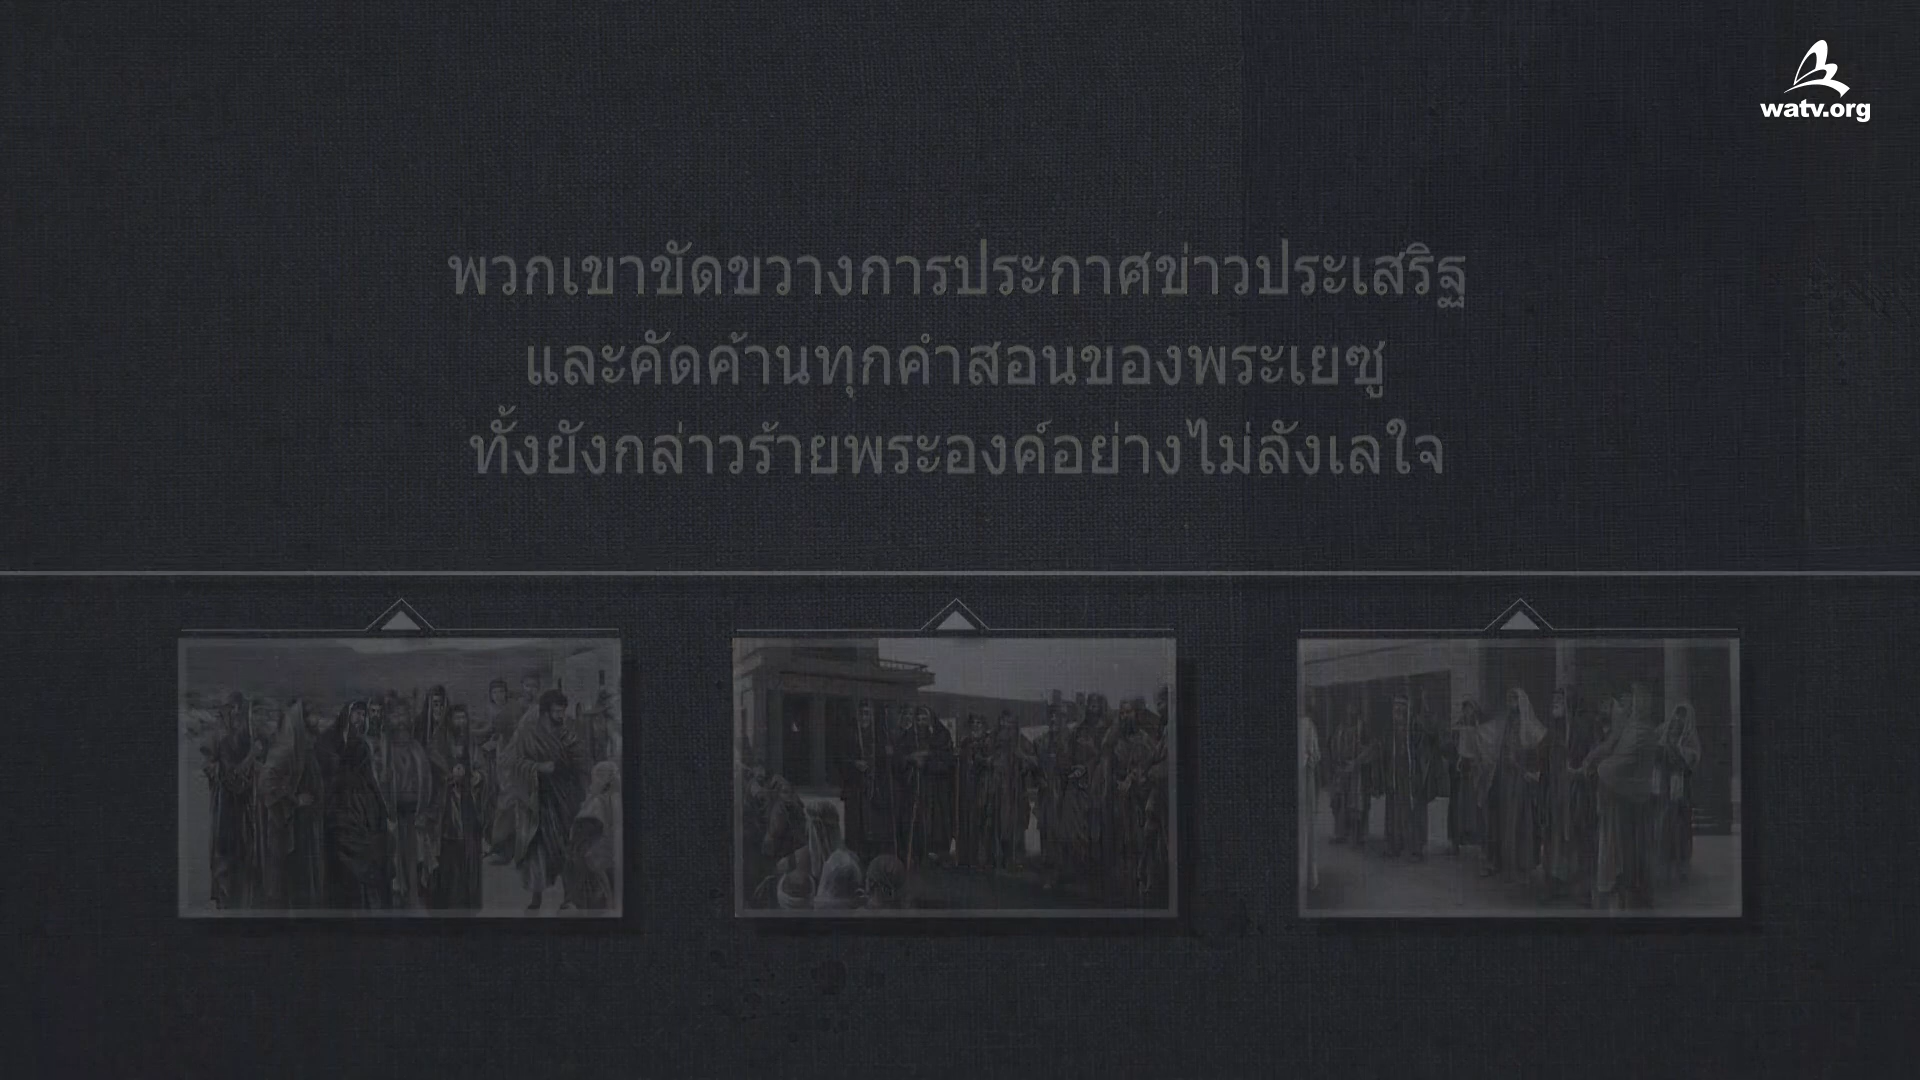 watv.org
พวกเขาขัดขวางการประกาศข่าวประเสริฐ
และคัดค้านทุกคำสอนของพระเยซู
ทั้งยังกล่าวร้ายพระองค์อย่างไม่ลังเลใจ